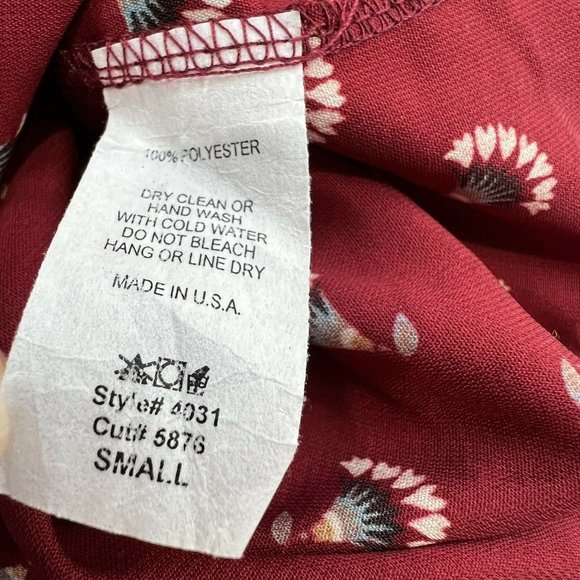 100% POLYESTER
DRY CLEAN OR
HAND WASH
WITH COLD WATER
DO NOT BLEACH
HANG OR LINE DRY
MADE IN U.S.A.
Style# 4031
Cut# 5876
SMALL